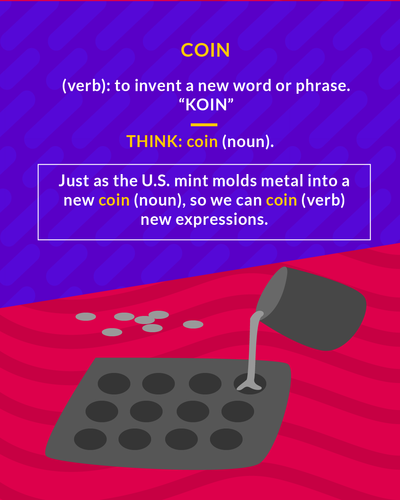 COIN
(verb): to invent a new word or phrase.
“KOIN”
THINK: coin (noun).
Just as the U.S. mint molds metal into a
new coin (noun), so we can coin (verb)
new expressions.